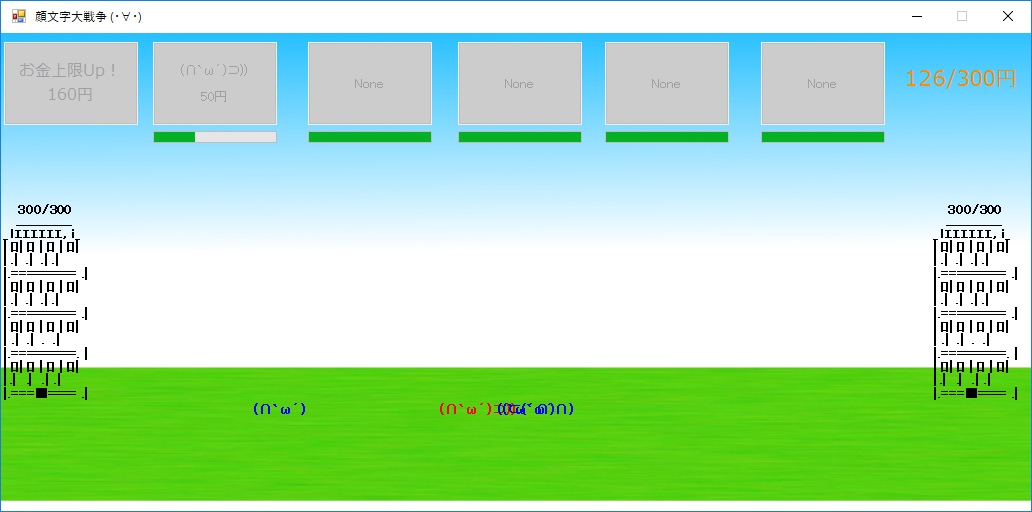 顔文字大戦争 (･∀･)
お金上限Up！
160円
(∩`ω´)⊃))
50円
None
None
None
None
126/300円
300/300
300/300
(∩`ω´)
(∩`ω´)